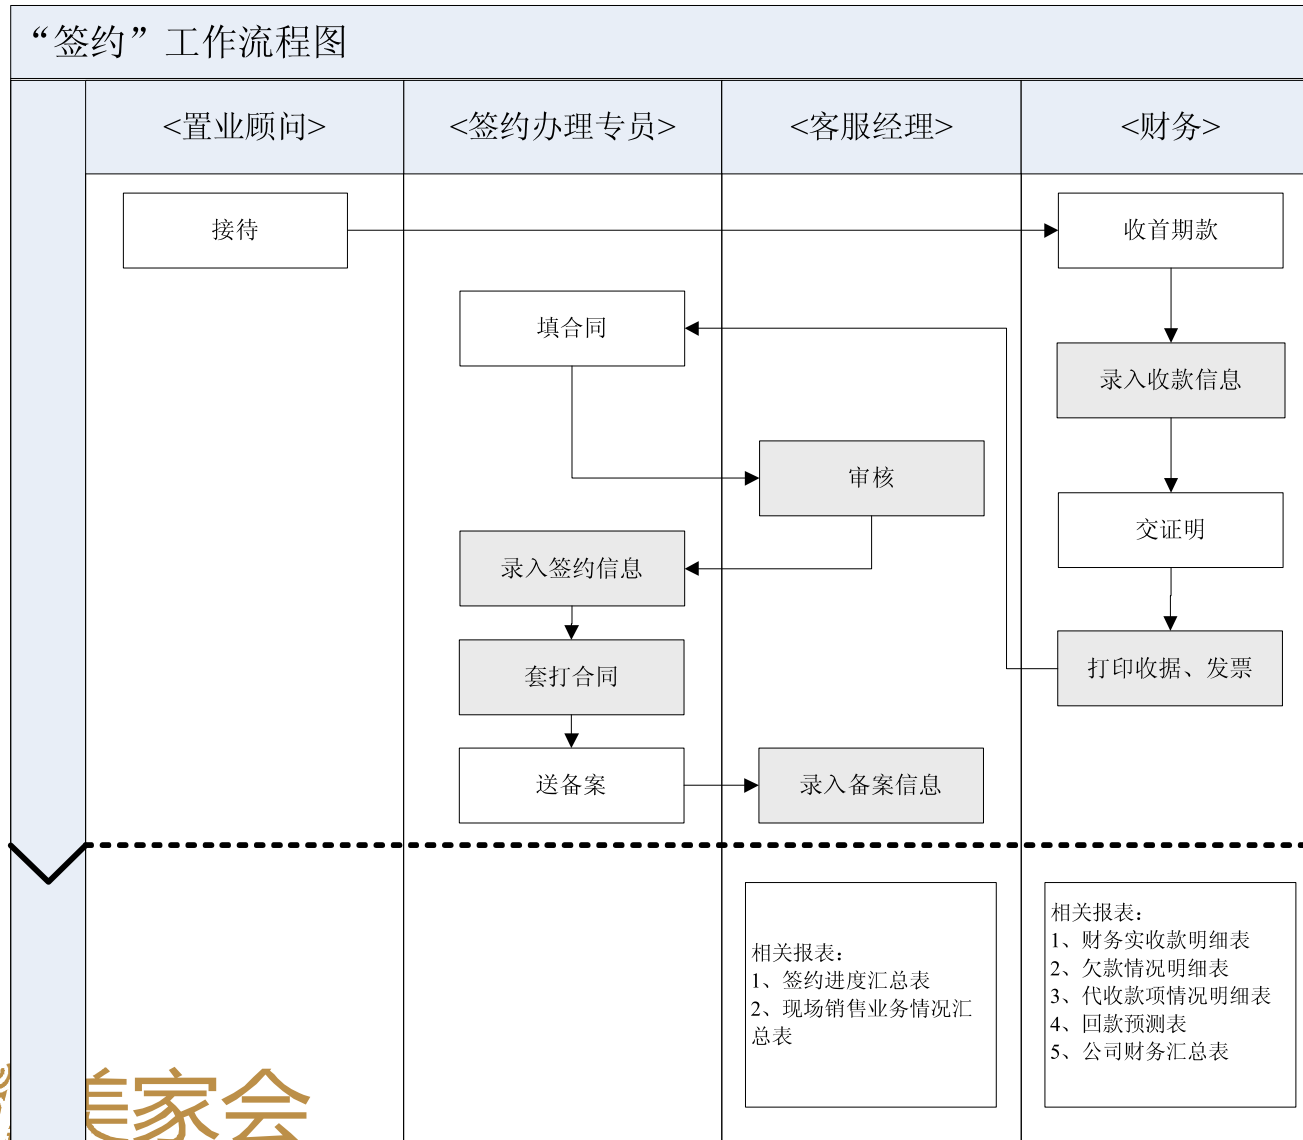 “签约”工作流程图
<置业顾问>
<签约办理专员>
<客服经理>
<财务>
接待
收首期款
填合同
录入收款信息
审核
交证明
录入签约信息
套打合同
打印收据、发票
送备案
录入备案信息
相关报表：
1、签约进度汇总表
2、现场销售业务情况汇
总表
相关报表：
1、财务实收款明细表
2、欠款情况明细表
3、代收款项情况明细表
4、回款预测表
5、公司财务汇总表
美家会